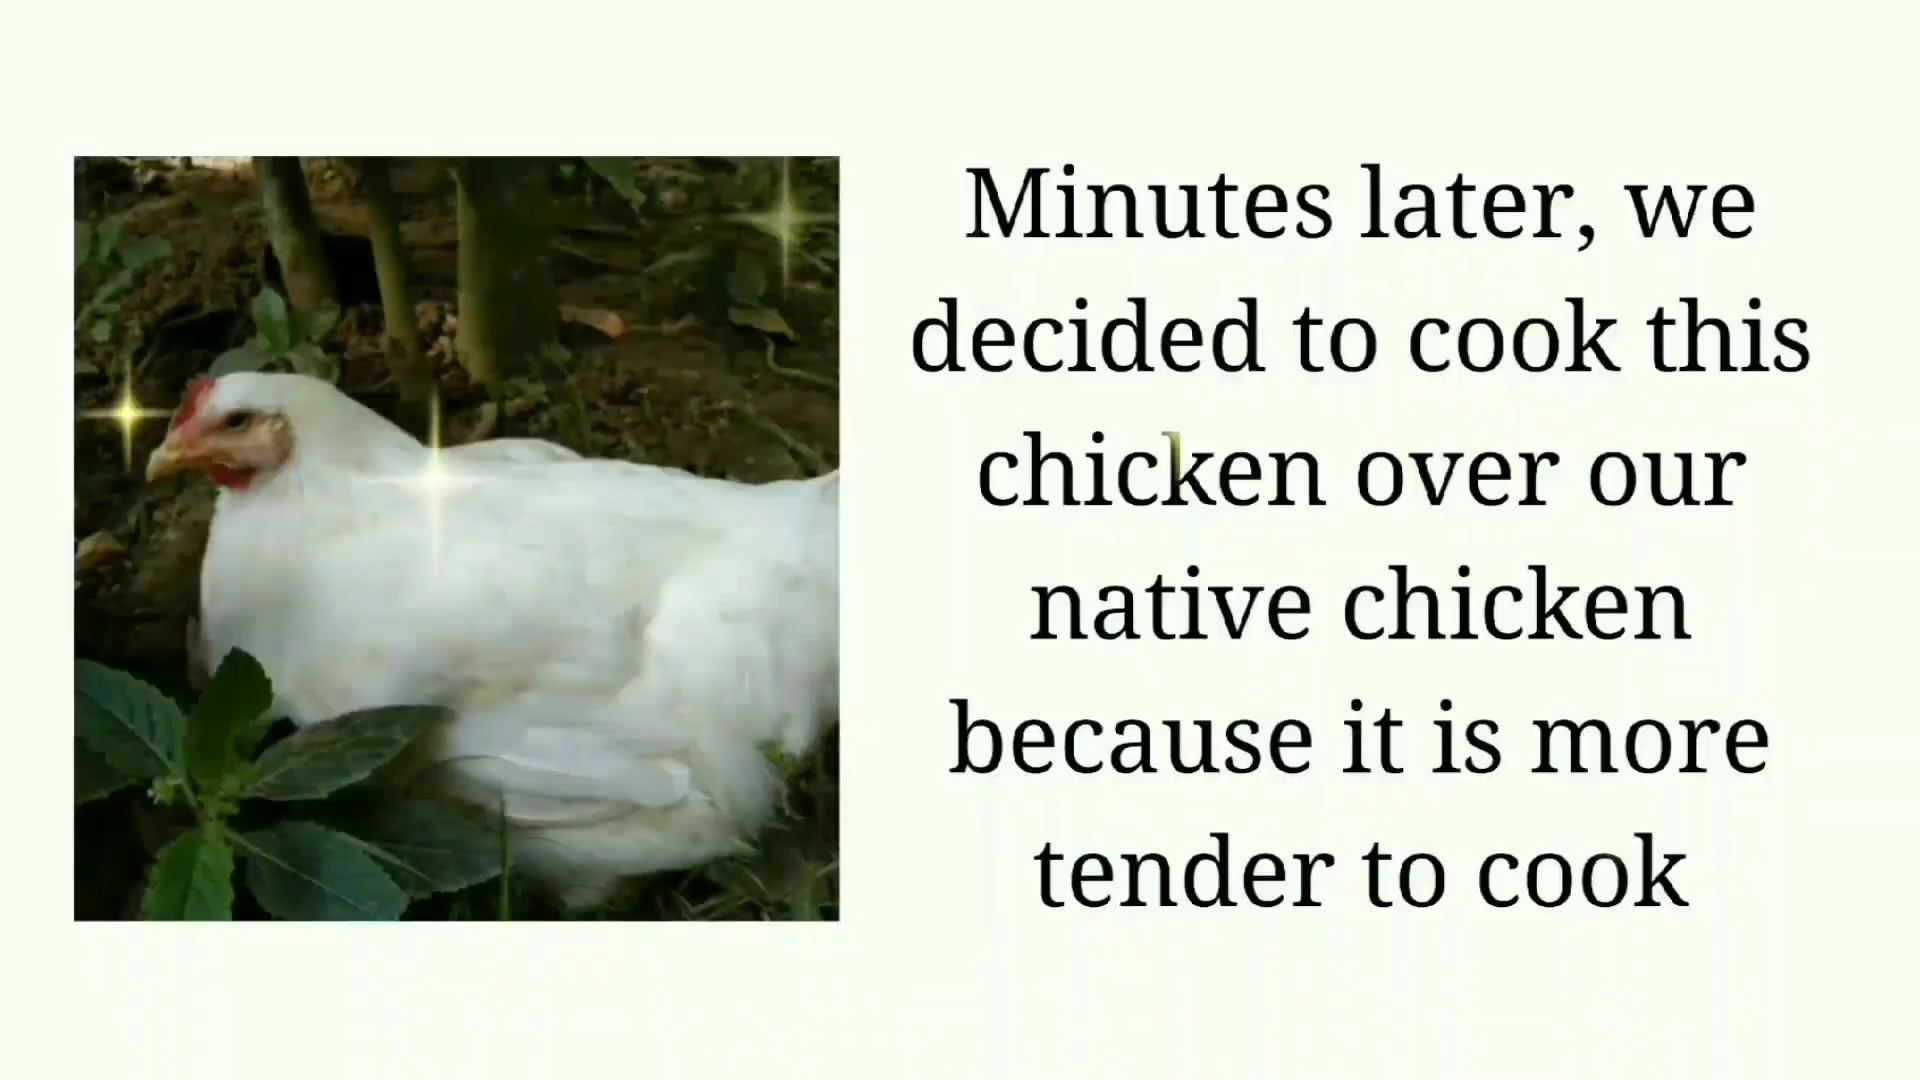 Minutes later, we
decided to cook this
chicken over our
native chicken
because it is more
tender to cook